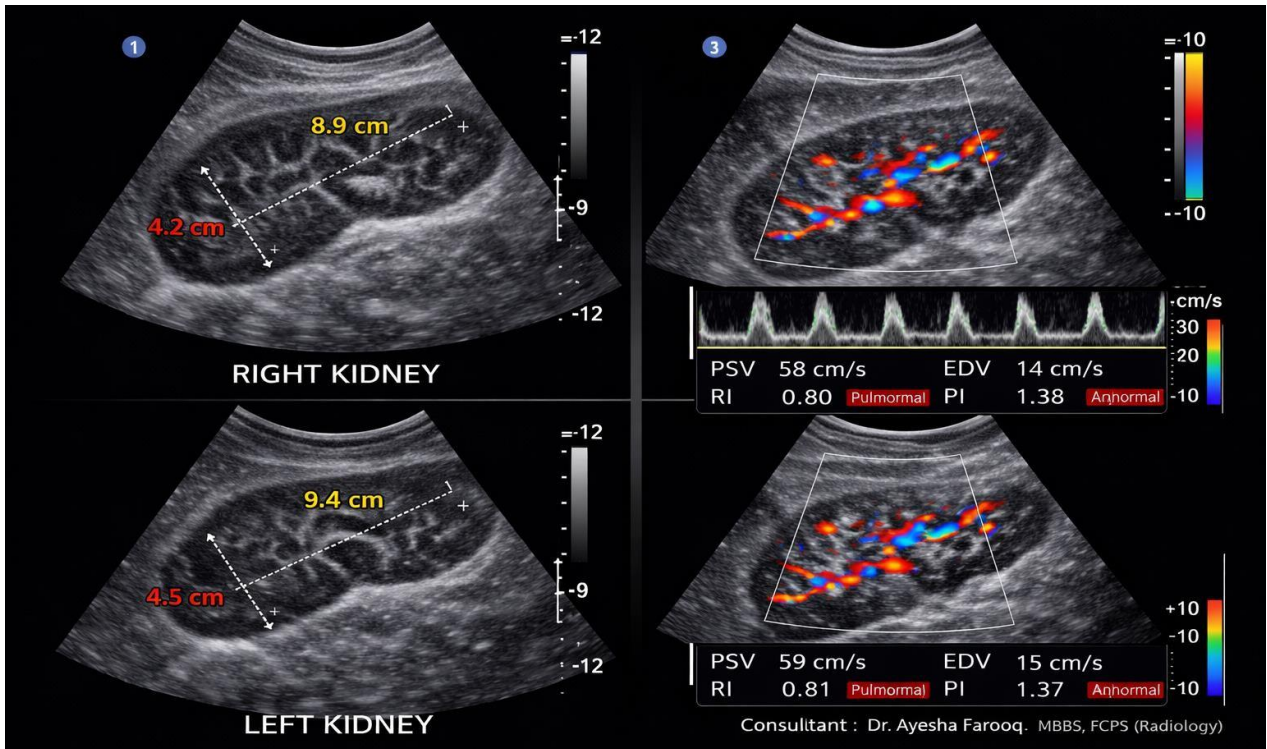 1
=-12
8.9 cm
4.2 cm
-9
-12
RIGHT KIDNEY
3
=-10
--10
-cm/s
30
20
-10
PSV 58 cm/s EDV 14 cm/s
RI 0.80 Pulmormal PI 1.38 Anhormal
=-12
9.4 cm
4.5 cm
-9
-12
LEFT KIDNEY
+10
-10
-10
PSV 59 cm/s EDV 15 cm/s
RI 0.81 Pulmormal PI 1.37 Anhormal
Consultant : Dr. Ayesha Farooq. MBBS, FCPS (Radiology)